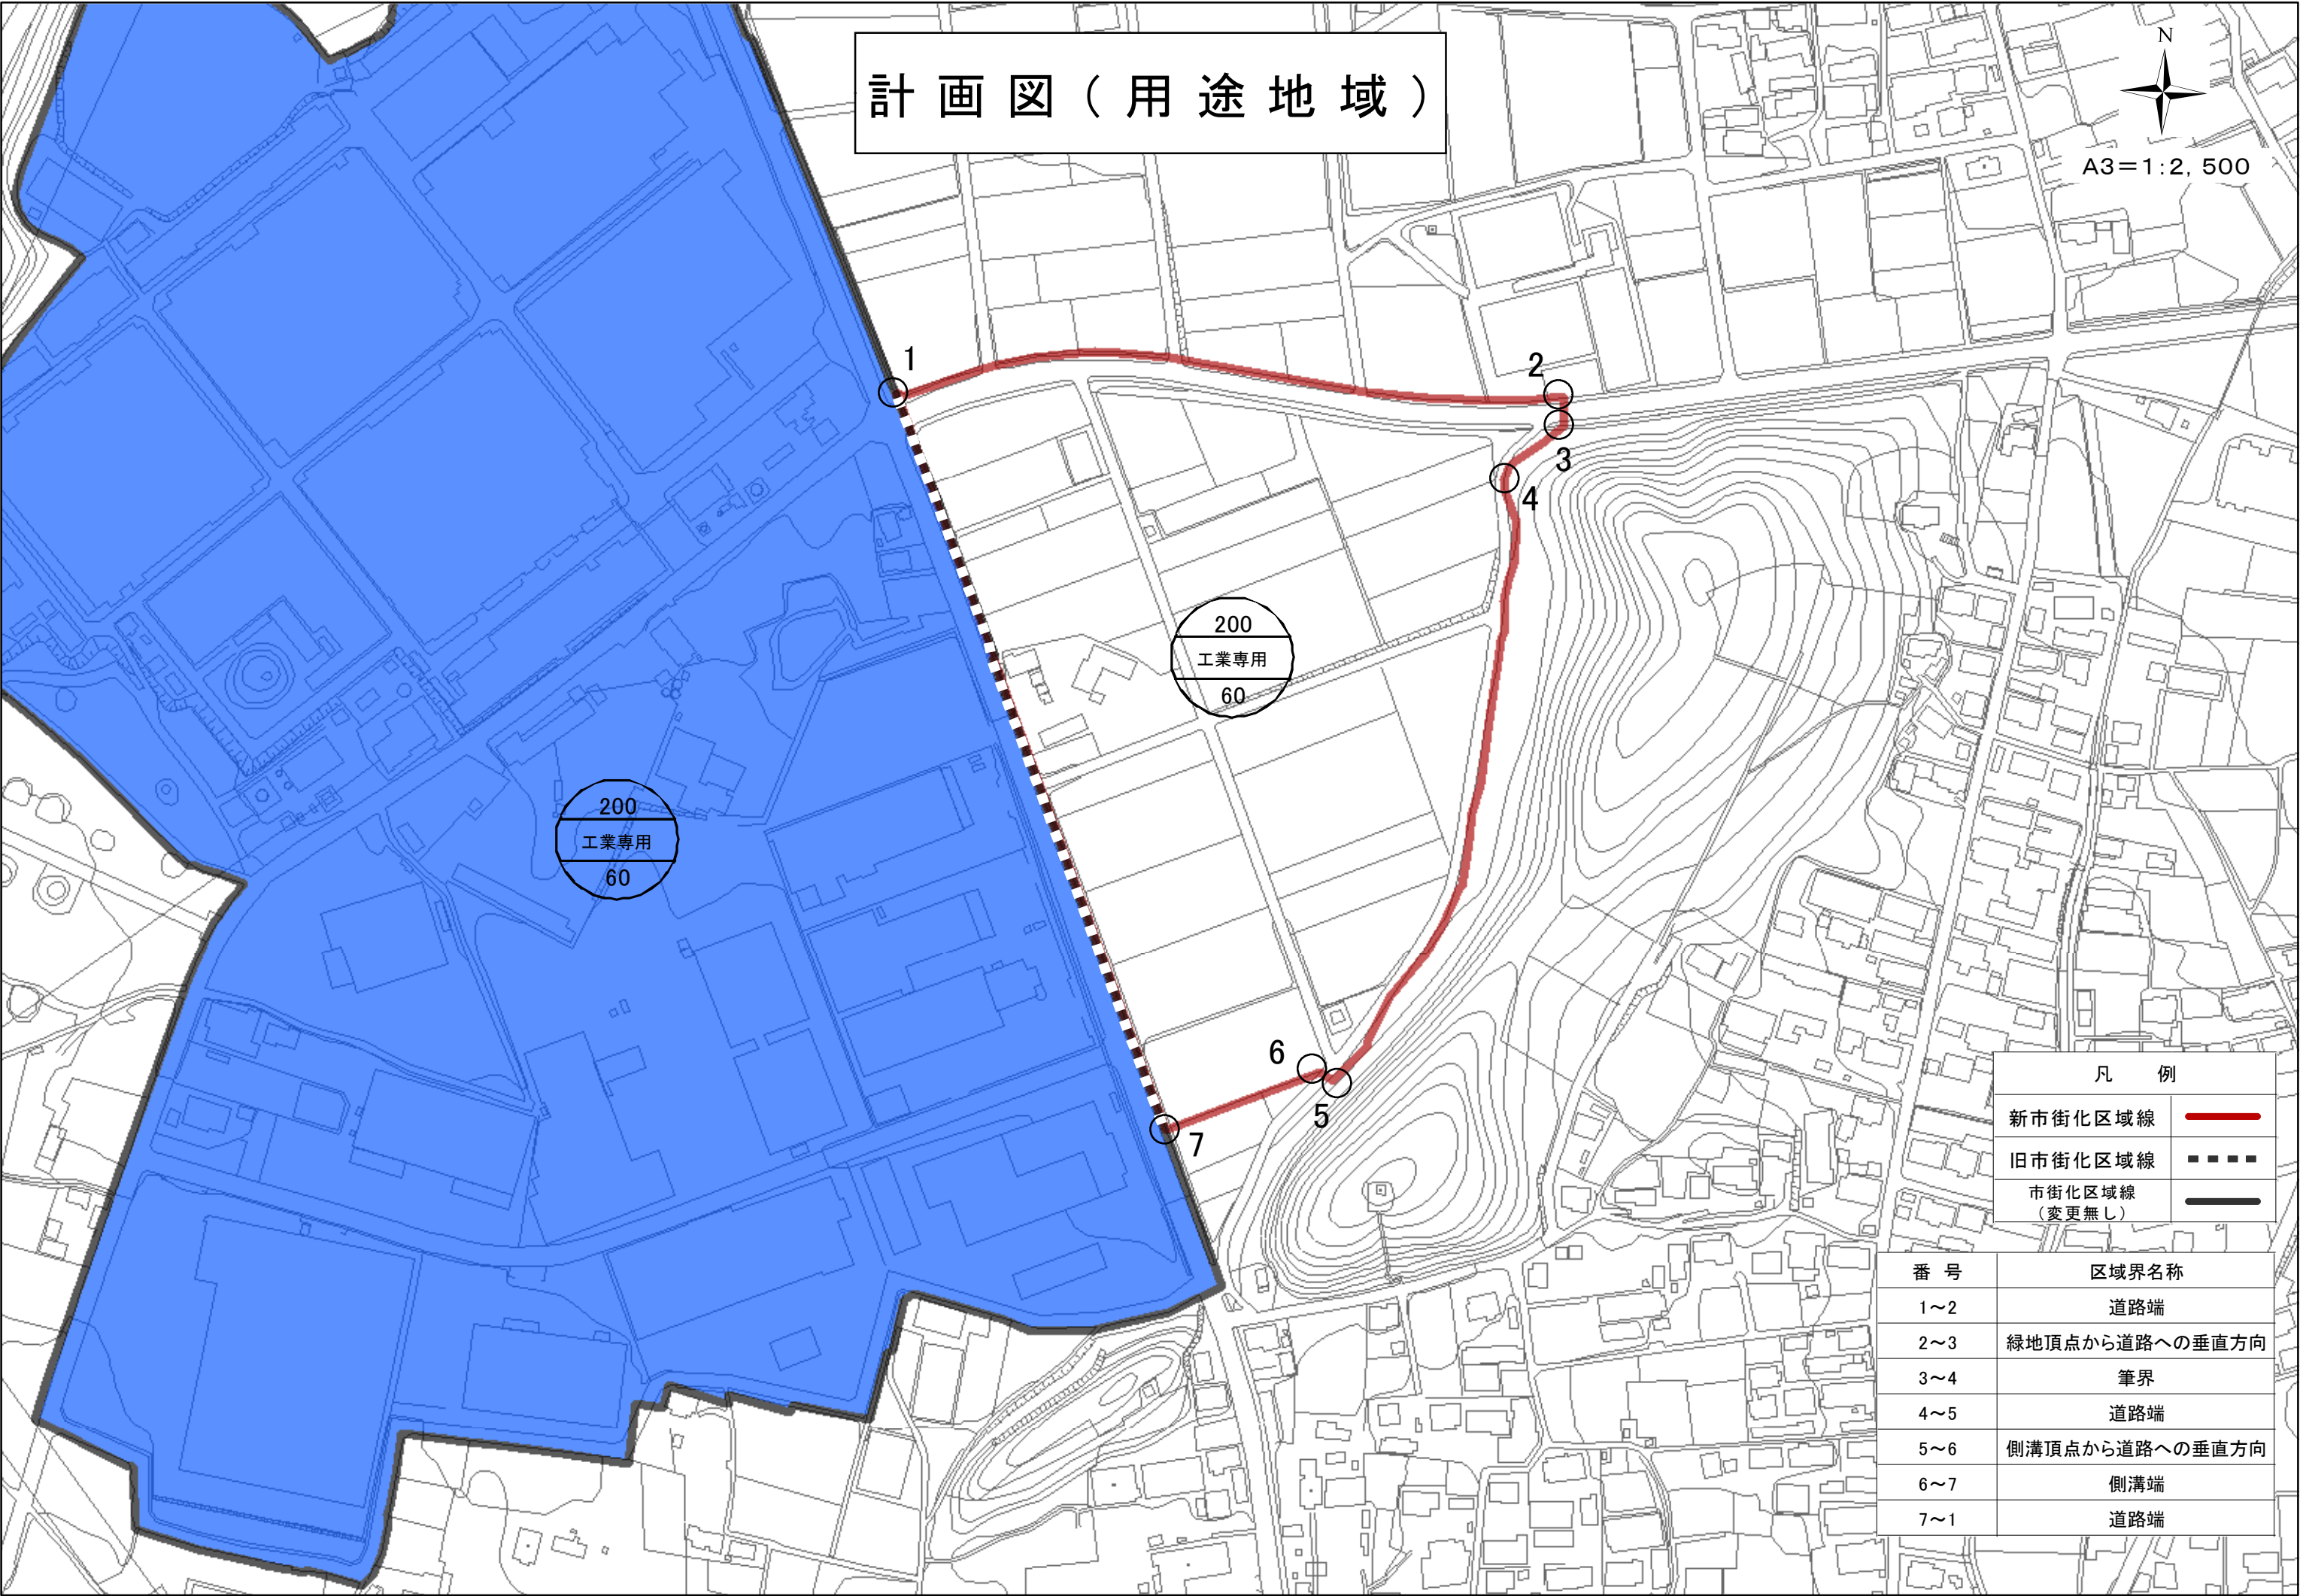 計画図(用途地域)
N
A3=1:2,500
1
2
3
4
200
工業専用
60
200
工業専用
60
6
5
7
凡 例
新市街化区域線
旧市街化区域線
市街化区域線
(変更無し)
番 号 区域界名称
1~2 道路端
2~3 緑地頂点から道路への垂直方向
3~4 筆界
4~5 道路端
5~6 側溝頂点から道路への垂直方向
6~7 側溝端
7~1 道路端